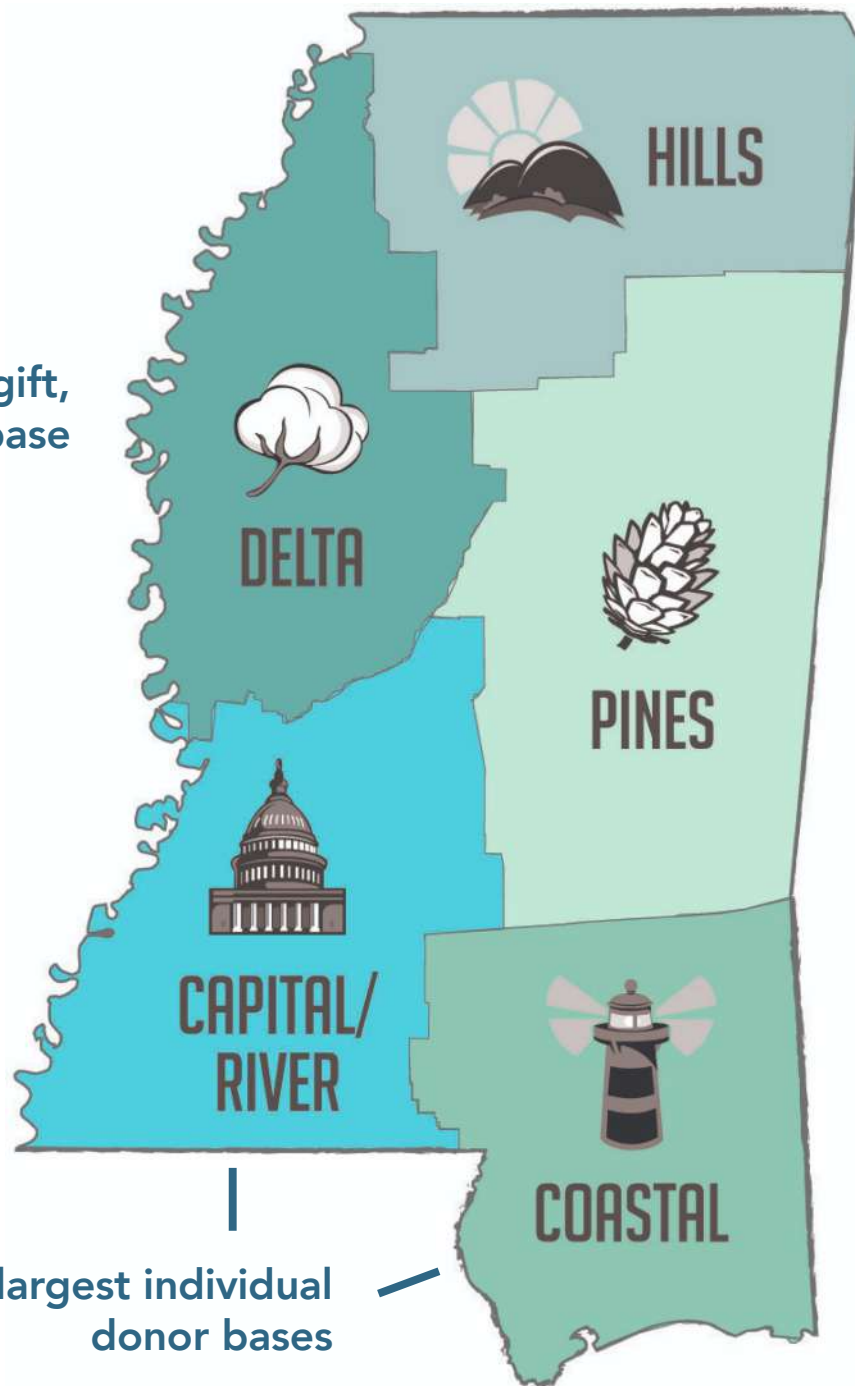 HILLS
gift,
base
DELTA
PINES
CAPITAL/
RIVER
COASTAL
largest individual
donor bases